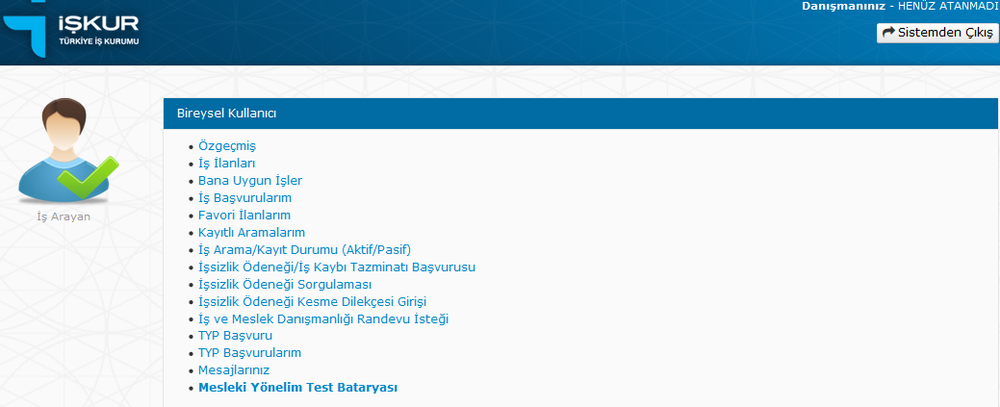 İŞKUR
TÜRKİYE İŞ KURUMU
Danışmanınız - HENÜZ ATANMADI
Sistemden Çıkış
İş Arayan
Bireysel Kullanıcı
Özgeçmiş
İş İlanları
Bana Uygun İşler
İş Başvurularım
Favori İlanlarım
Kayıtlı Aramalarım
İş Arama/Kayıt Durumu (Aktif/Pasif)
İşsizlik Ödeneği/İş Kaybı Tazminatı Başvurusu
İşsizlik Ödeneği Sorgulaması
İşsizlik Ödeneği Kesme Dilekçesi Girişi
İş ve Meslek Danışmanlığı Randevu İsteği
TYP Başvuru
TYP Başvurularım
Mesajlarınız
Mesleki Yönelim Test Bataryası